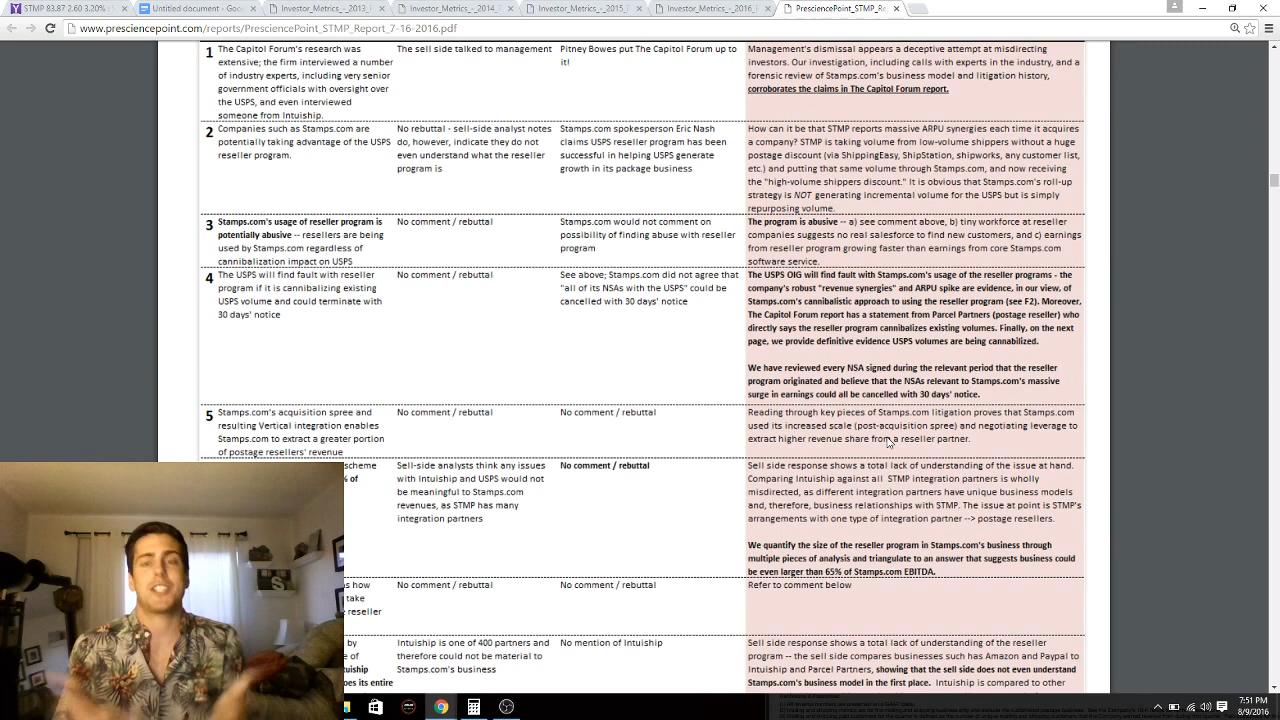 STMP 83.87 2.60 3.20%
Untitled document - G
Investor_Metrics_-_2013_
Investor_Metrics_-_2014_
Investor_Metrics_-_2015_
Investor_Metrics_-_2016_
PresciencePoint_STMP_R
www.presciencepoint.com/reports/PresciencePoint_STMP_Report_7-16-2016.pdf
1
The Capitol Forum's research was
extensive; the firm interviewed a number
of industry experts, including very senior
government officials with oversight over
the USPS, and even interviewed
someone from Intuiship.
The sell side talked to management
Pitney Bowes put The Capitol Forum up to
it!
Management's dismissal appears a deceptive attempt at misdirecting
investors. Our investigation, including calls with experts in the industry, and a
forensic review of Stamps.com's business model and litigation history,
corroborates the claims in The Capitol Forum report.
2
Companies such as Stamps.com are
potentially taking advantage of the USPS
reseller program.
No rebuttal - sell-side analyst notes
do, however, indicate they do not
even understand what the reseller
program is
Stamps.com spokesperson Eric Nash
claims USPS reseller program has been
successful in helping USPS generate
growth in its package business
How can it be that STMP reports massive ARPU synergies each time it acquires
a company? STMP is taking volume from low-volume shippers without a huge
postage discount (via ShippingEasy, ShipStation, shipworks, any customer list,
etc.) and putting that same volume through Stamps.com, and now receiving
the "high-volume shippers discount." It is obvious that Stamps.com's roll-up
strategy is NOT generating incremental volume for the USPS but is simply
repurposing volume.
3
Stamps.com's usage of reseller program is
potentially abusive -- resellers are being
used by Stamps.com regardless of
cannibalization impact on USPS
No comment / rebuttal
Stamps.com would not comment on
possibility of finding abuse with reseller
program
The program is abusive -- a) see comment above, b) tiny workforce at reseller
companies suggests no real salesforce to find new customers, and c) earnings
from reseller program growing faster than earnings from core Stamps.com
software service.
4
The USPS will find fault with reseller
program if it is cannibalizing existing
USPS volume and could terminate with
30 days' notice
No comment / rebuttal
See above; Stamps.com did not agree that
"all of its NSAs with the USPS" could be
cancelled with 30 days' notice
The USPS OIG will find fault with Stamps.com's usage of the reseller programs - the
company's robust "revenue synergies" and ARPU spike are evidence, in our view, of
Stamps.com's cannibalistic approach to using the reseller program (see F2). Moreover,
The Capitol Forum report has a statement from Parcel Partners (postage reseller) who
directly says the reseller program cannibalizes existing volumes. Finally, on the next
page, we provide definitive evidence USPS volumes are being cannabilized.
We have reviewed every NSA signed during the relevant period that the reseller
program originated and believe that the NSAs relevant to Stamps.com's massive
surge in earnings could all be cancelled with 30 days' notice.
5
Stamps.com's acquisition spree and
resulting Vertical integration enables
Stamps.com to extract a greater portion
of postage resellers' revenue
No comment / rebuttal
No comment / rebuttal
Reading through key pieces of Stamps.com litigation proves that Stamps.com
used its increased scale (post-acquisition spree) and negotiating leverage to
extract higher revenue share from a reseller partner.
scheme
% of
Sell-side analysts think any issues
with Intuiship and USPS would not
be meaningful to Stamps.com
revenues, as STMP has many
integration partners
No comment / rebuttal
Sell side response shows a total lack of understanding of the issue at hand.
Comparing Intuiship against all STMP integration partners is wholly
misdirected, as different integration partners have unique business models
and, therefore, business relationships with STMP. The issue at point is STMP's
arrangements with one type of integration partner --> postage resellers.
We quantify the size of the reseller program in Stamps.com's business through
multiple pieces of analysis and triangulate to an answer that suggests business could
be even larger than 65% of Stamps.com EBITDA.
s how
take
reseller
No comment / rebuttal
No comment / rebuttal
Refer to comment below
by
e of
uiship
oes its entire
Intuiship is one of 400 partners and
therefore could not be material to
Stamps.com's business
No mention of Intuiship
Sell side response shows a total lack of understanding of the reseller
program -- the sell side compares businesses such has Amazon and Paypal to
Intuiship and Parcel Partners, showing that the sell side does not even understand
Stamps.com's business model in the first place. Intuiship is compared to other
7:51 PM
8/9/2016